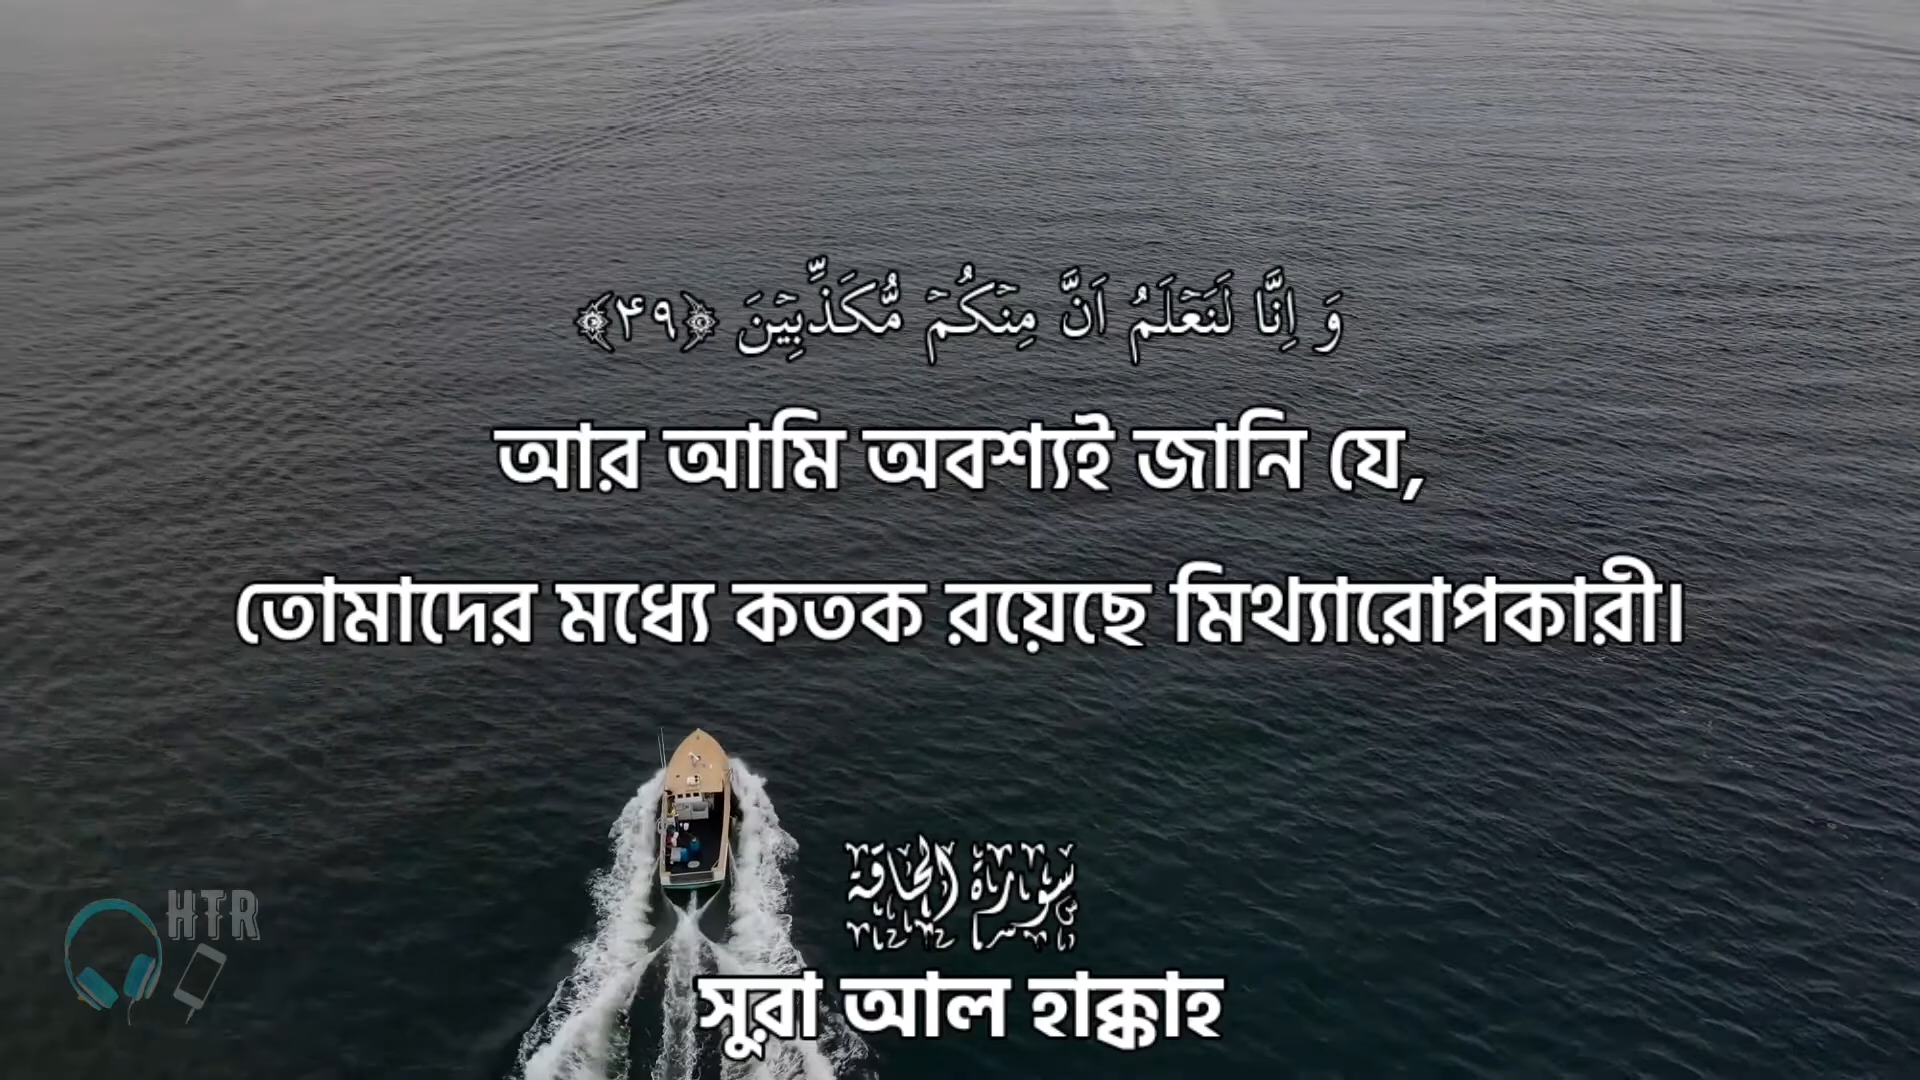 وَ اِنَّا لَنَعۡلَمُ اَنَّ مِنۡكُمۡ مُّكَذِّبِيۡنَ ﴿۴۹﴾
আর আমি অবশ্যই জানি যে,
তোমাদের মধ্যে কতক রয়েছে মিথ্যারোপকারী।
HTR
سورة الحاقة
সুরা আল হাক্কাহ